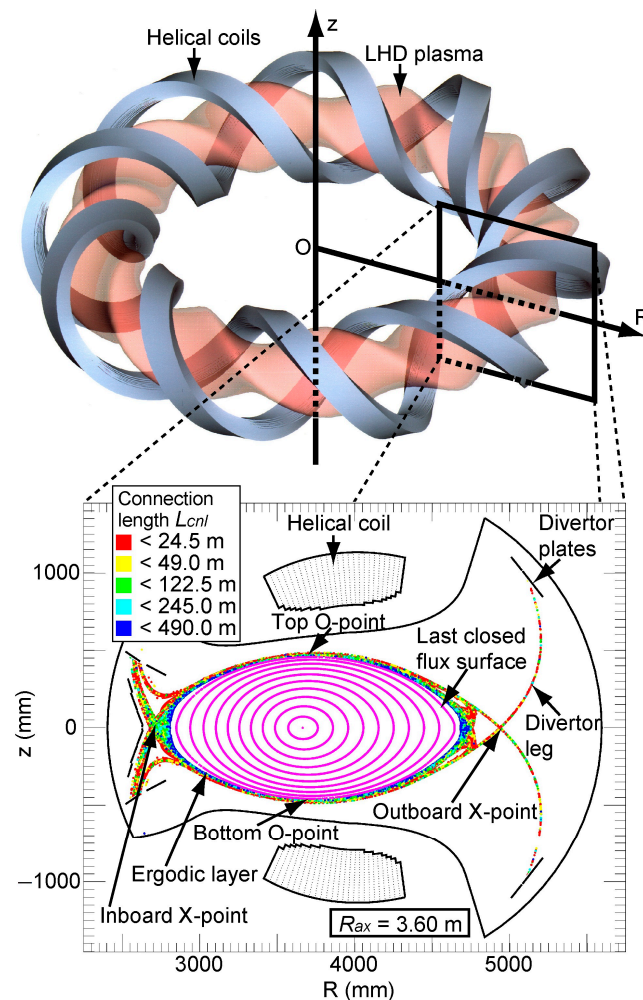 z
Helical coils
LHD plasma
O
R
Connection
length Lcnl
< 24.5 m
< 49.0 m
< 122.5 m
< 245.0 m
< 490.0 m
Helical coil
Divertor
plates
Top O-point
Last closed
flux surface
Divertor
leg
Outboard X-point
Bottom O-point
Ergodic layer
Inboard X-point
Rax = 3.60 m
1000
0
−1000
z (mm)
3000
4000
5000
R (mm)